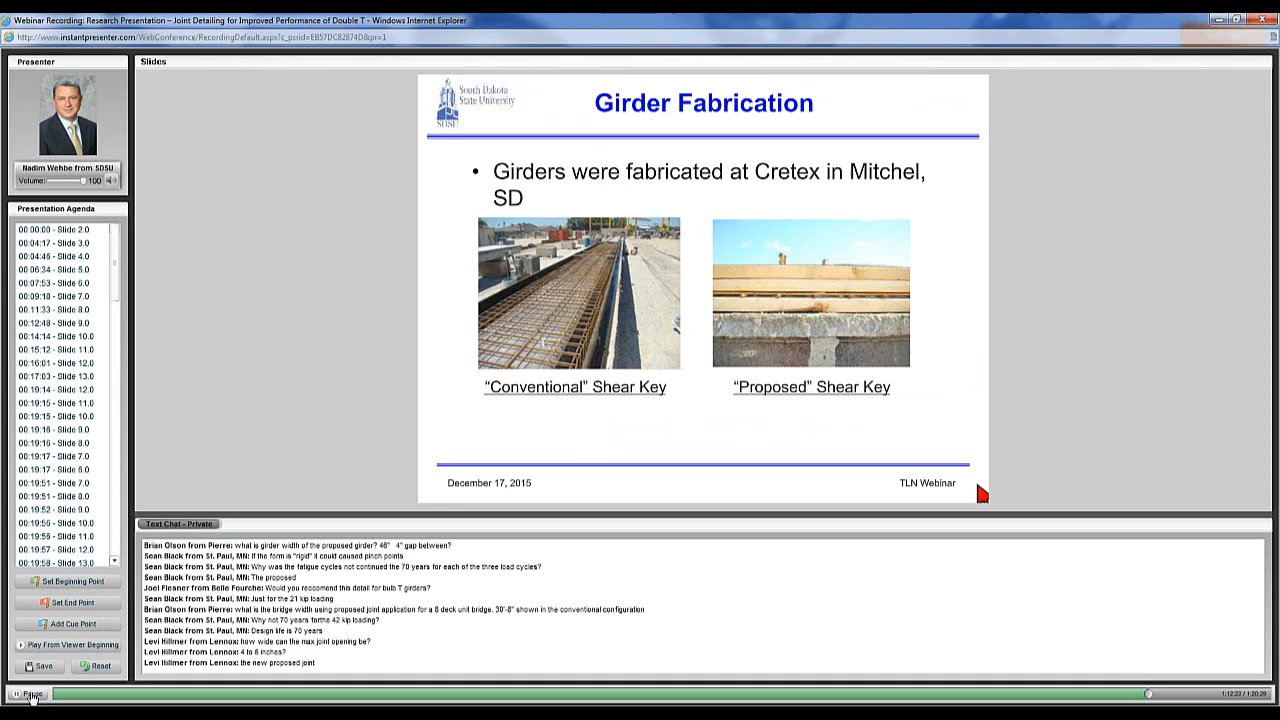 Webinar Recording: Research Presentation – Joint Detailing for Improved Performance of Double T - Windows Internet Explorer
http://www.instantpresenter.com/WebConference/RecordingDefault.aspx?c_psrid=EB57DC82874D&pr=1
Presenter
Nadim Wehbe from SDSU
Volume: 100
Presentation Agenda
00:00:00 - Slide 2.0
00:04:17 - Slide 3.0
00:04:46 - Slide 4.0
00:06:34 - Slide 5.0
00:07:53 - Slide 6.0
00:09:18 - Slide 7.0
00:11:33 - Slide 8.0
00:12:48 - Slide 9.0
00:14:14 - Slide 10.0
00:15:12 - Slide 11.0
00:16:01 - Slide 12.0
00:17:03 - Slide 13.0
00:19:14 - Slide 12.0
00:19:15 - Slide 11.0
00:19:15 - Slide 10.0
00:19:16 - Slide 9.0
00:19:16 - Slide 8.0
00:19:17 - Slide 7.0
00:19:17 - Slide 6.0
00:19:51 - Slide 7.0
00:19:51 - Slide 8.0
00:19:52 - Slide 9.0
00:19:56 - Slide 10.0
00:19:56 - Slide 11.0
00:19:57 - Slide 12.0
00:19:58 - Slide 13.0
Set Beginning Point
Set End Point
Add Cue Point
Play From Viewer Beginning
Save Reset
Slides
South Dakota
State University
SDSU
Girder Fabrication
• Girders were fabricated at Cretex in Mitchel,
SD
“Conventional” Shear Key “Proposed” Shear Key
December 17, 2015 TLN Webinar
Text Chat - Private
Brian Olson from Pierre: what is girder width of the proposed girder? 46" 4" gap between?
Sean Black from St. Paul, MN: If the form is "rigid" it could caused pinch points
Sean Black from St. Paul, MN: Why was the fatigue cycles not continued the 70 years for each of the three load cycles?
Sean Black from St. Paul, MN: The proposed
Joel Flesner from Belle Fourche: Would you reccomend this detail for bulb T girders?
Sean Black from St. Paul, MN: Just for the 21 kip loading
Brian Olson from Pierre: what is the bridge width using proposed joint application for a 8 deck unit bridge. 30'-8" shown in the conventional configuration
Sean Black from St. Paul, MN: Why not 70 years forthe 42 kip loading?
Sean Black from St. Paul, MN: Design life is 70 years
Levi Hillmer from Lennox: how wide can the max joint opening be?
Levi Hillmer from Lennox: 4 to 6 inches?
Levi Hillmer from Lennox: the new proposed joint
Pause
1:12:22 / 1:20:29